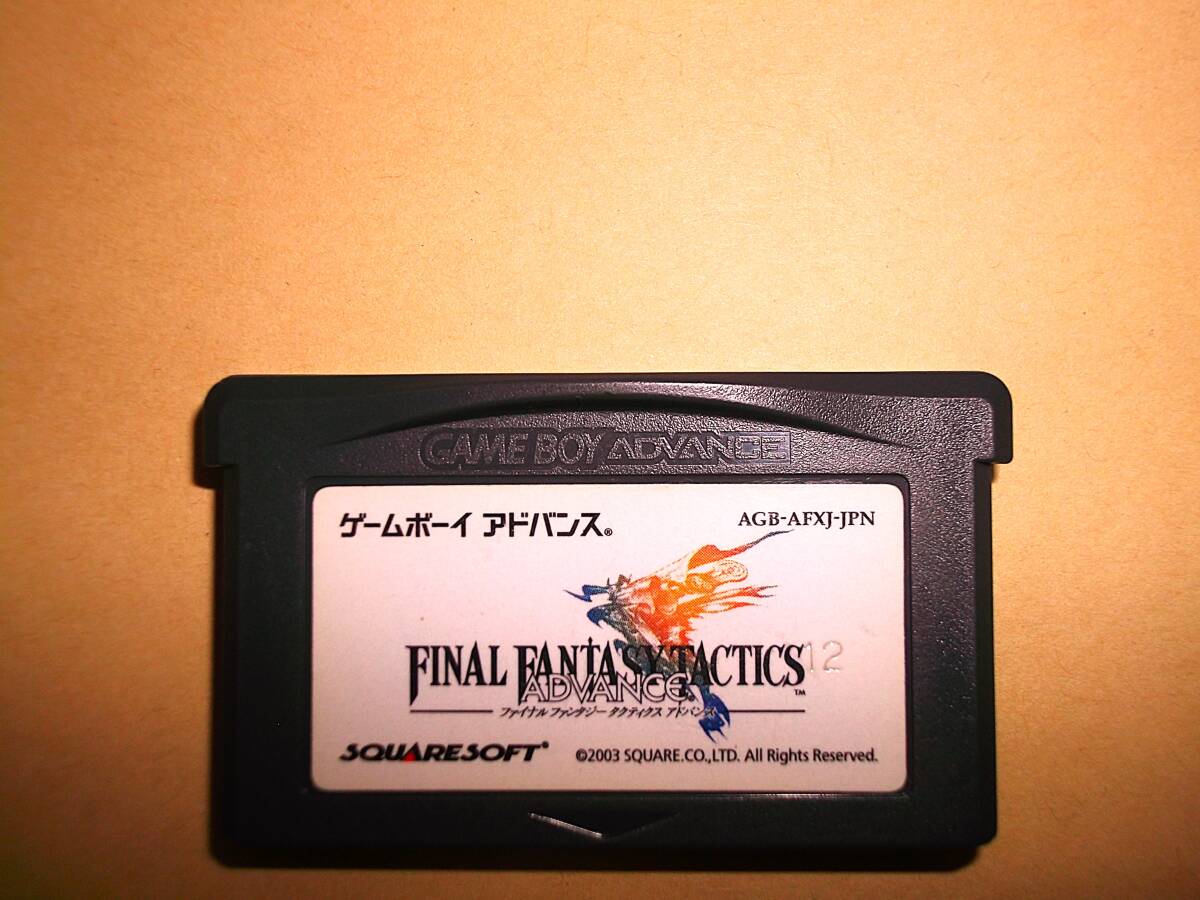 GAME BOY ADVANCE
ゲームボーイ アドバンス®
AGB-AFXJ-JPN
FINAL FANTASY TACTICS™
12
ADVANCE®
ファイナル ファンタジー タクティクス アドバンス
SQUARESOFT®
©2003 SQUARE.CO.,LTD. All Rights Reserved.